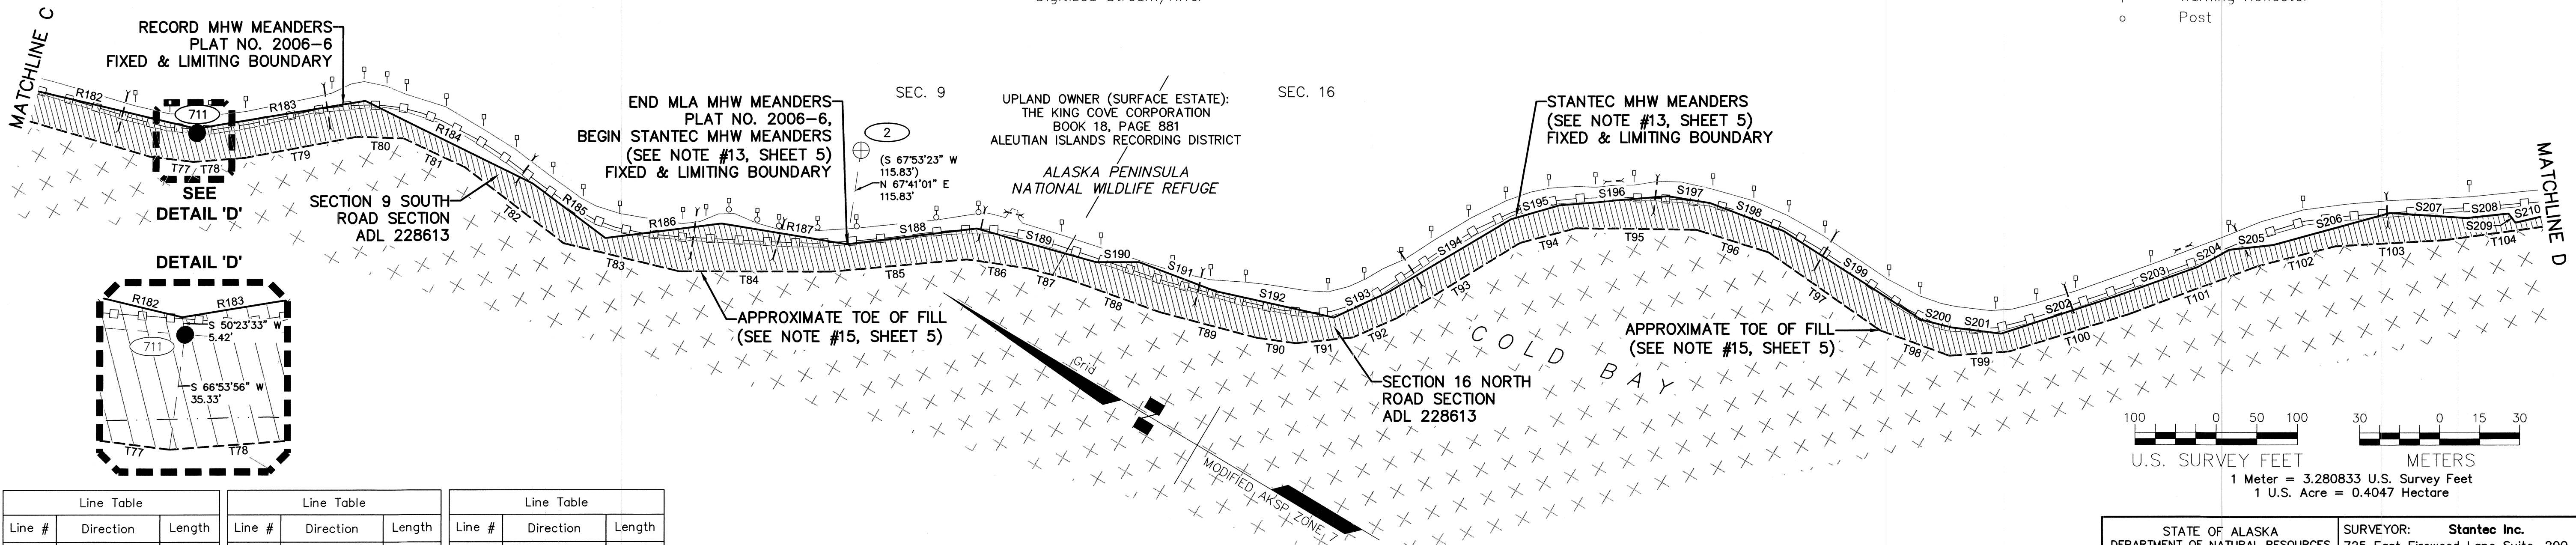 Post
MATCHLINE C
RECORD MHW MEANDERS
PLAT NO. 2006-6
FIXED & LIMITING BOUNDARY
R182
711
R183
R184
R185
R186
R187
S188
S189
S190
S191
S192
S193
S194
S195
S196
S197
S198
S199
S200
S201
S202
S203
S204
S205
S206
S207
S208
S209
S210
T77
T78
T79
T80
T81
T82
T83
T84
T85
T86
T87
T88
T89
T90
T91
T92
T93
T94
T95
T96
T97
T98
T99
T100
T101
T102
T103
T104
SEE
DETAIL 'D'
SECTION 9 SOUTH
ROAD SECTION
ADL 228613
END MLA MHW MEANDERS
PLAT NO. 2006-6,
BEGIN STANTEC MHW MEANDERS
(SEE NOTE #13, SHEET 5)
FIXED & LIMITING BOUNDARY
SEC. 9
2
(S 67°53'23" W
115.83')
N 67°41'01" E
115.83'
UPLAND OWNER (SURFACE ESTATE):
THE KING COVE CORPORATION
BOOK 18, PAGE 881
ALEUTIAN ISLANDS RECORDING DISTRICT
ALASKA PENINSULA
NATIONAL WILDLIFE REFUGE
SEC. 16
STANTEC MHW MEANDERS
(SEE NOTE #13, SHEET 5)
FIXED & LIMITING BOUNDARY
MATCHLINE D
APPROXIMATE TOE OF FILL
(SEE NOTE #15, SHEET 5)
SECTION 16 NORTH
ROAD SECTION
ADL 228613
COLD BAY
APPROXIMATE TOE OF FILL
(SEE NOTE #15, SHEET 5)
Grid
MODIFIED AKSP ZONE 7
DETAIL 'D'
R182
R183
S 50°23'33" W
5.42'
711
S 66°53'56" W
35.33'
T77
T78
100 0 50 100
U.S. SURVEY FEET
30 0 15 30
METERS
1 Meter = 3.280833 U.S. Survey Feet
1 U.S. Acre = 0.4047 Hectare
Line Table
Line # Direction Length
Line Table
Line # Direction Length
Line Table
Line # Direction Length
STATE OF ALASKA
DEPARTMENT OF NATURAL RESOURCES
SURVEYOR: Stantec Inc.